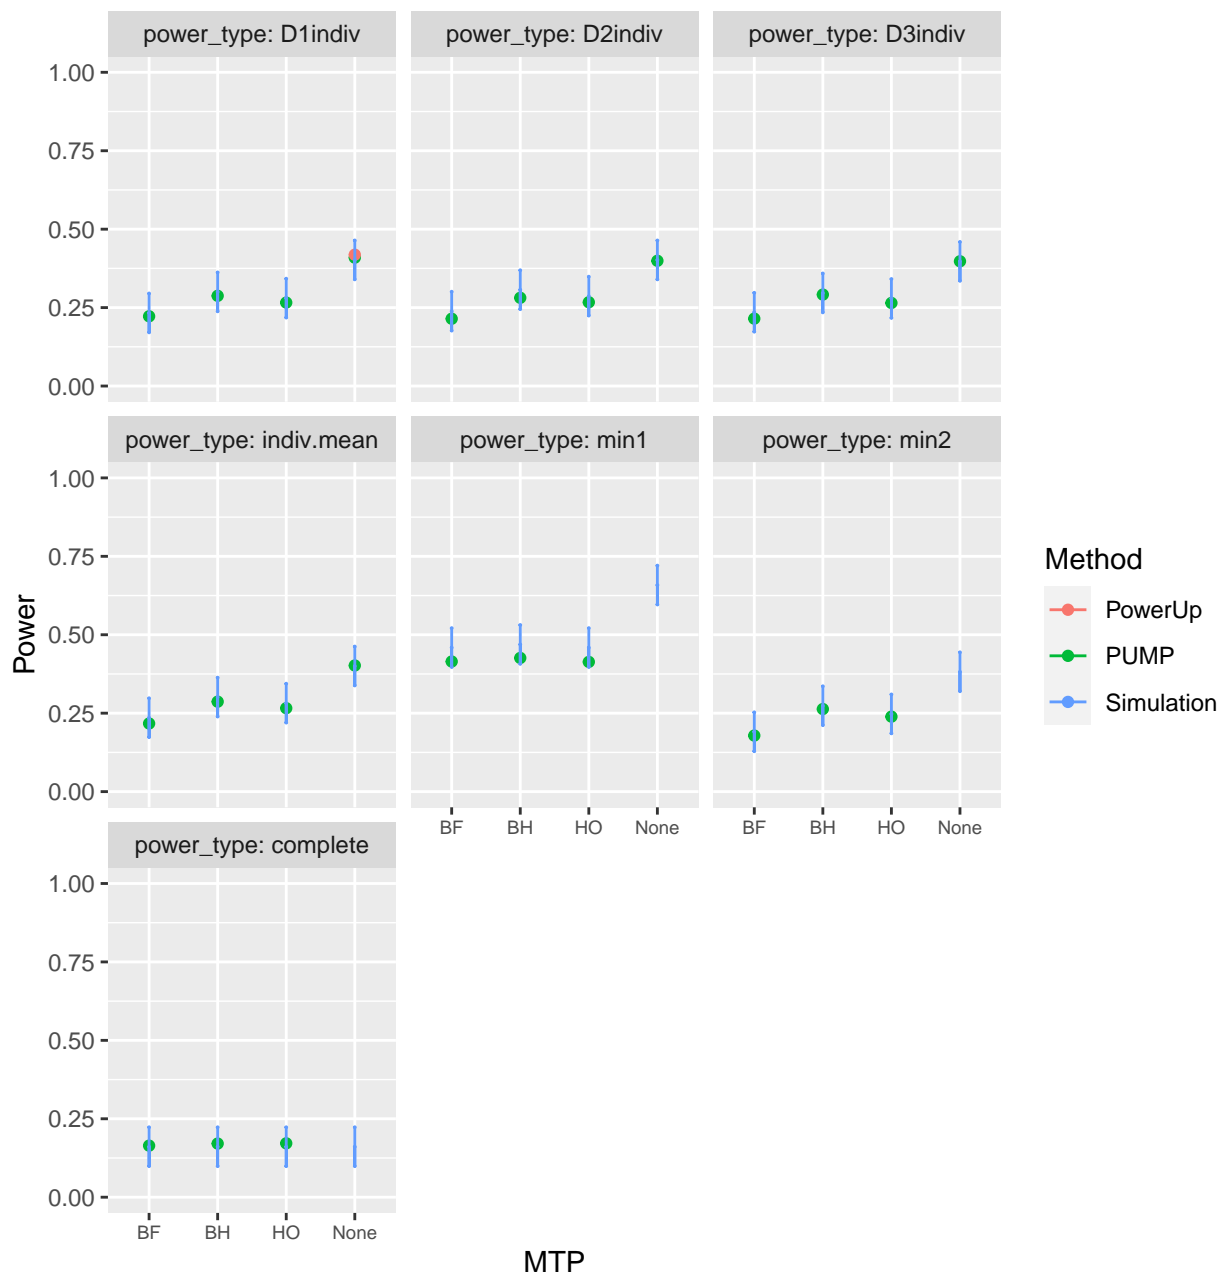 power_type: D1indiv
power_type: D2indiv
power_type: D3indiv
1.00
0.75
0.50
0.25
0.00
power_type: indiv.mean
power_type: min1
power_type: min2
1.00
0.75
0.50
0.25
0.00
BF BH HO None
BF BH HO None
power_type: complete
1.00
0.75
0.50
0.25
0.00
BF BH HO None
Power
MTP
Method
PowerUp
PUMP
Simulation